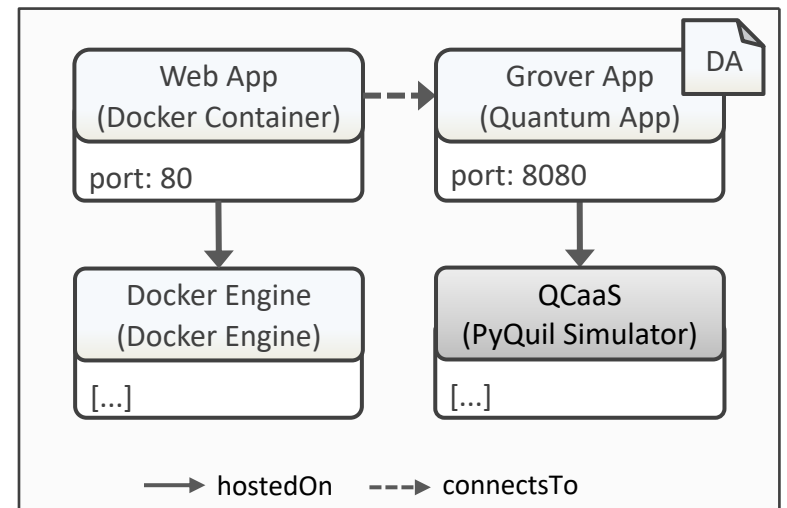 Web App
(Docker Container)
port: 80
Grover App
(Quantum App)
port: 8080
DA
Docker Engine
(Docker Engine)
[...]
QCaaS
(PyQuil Simulator)
[...]
hostedOn
connectsTo